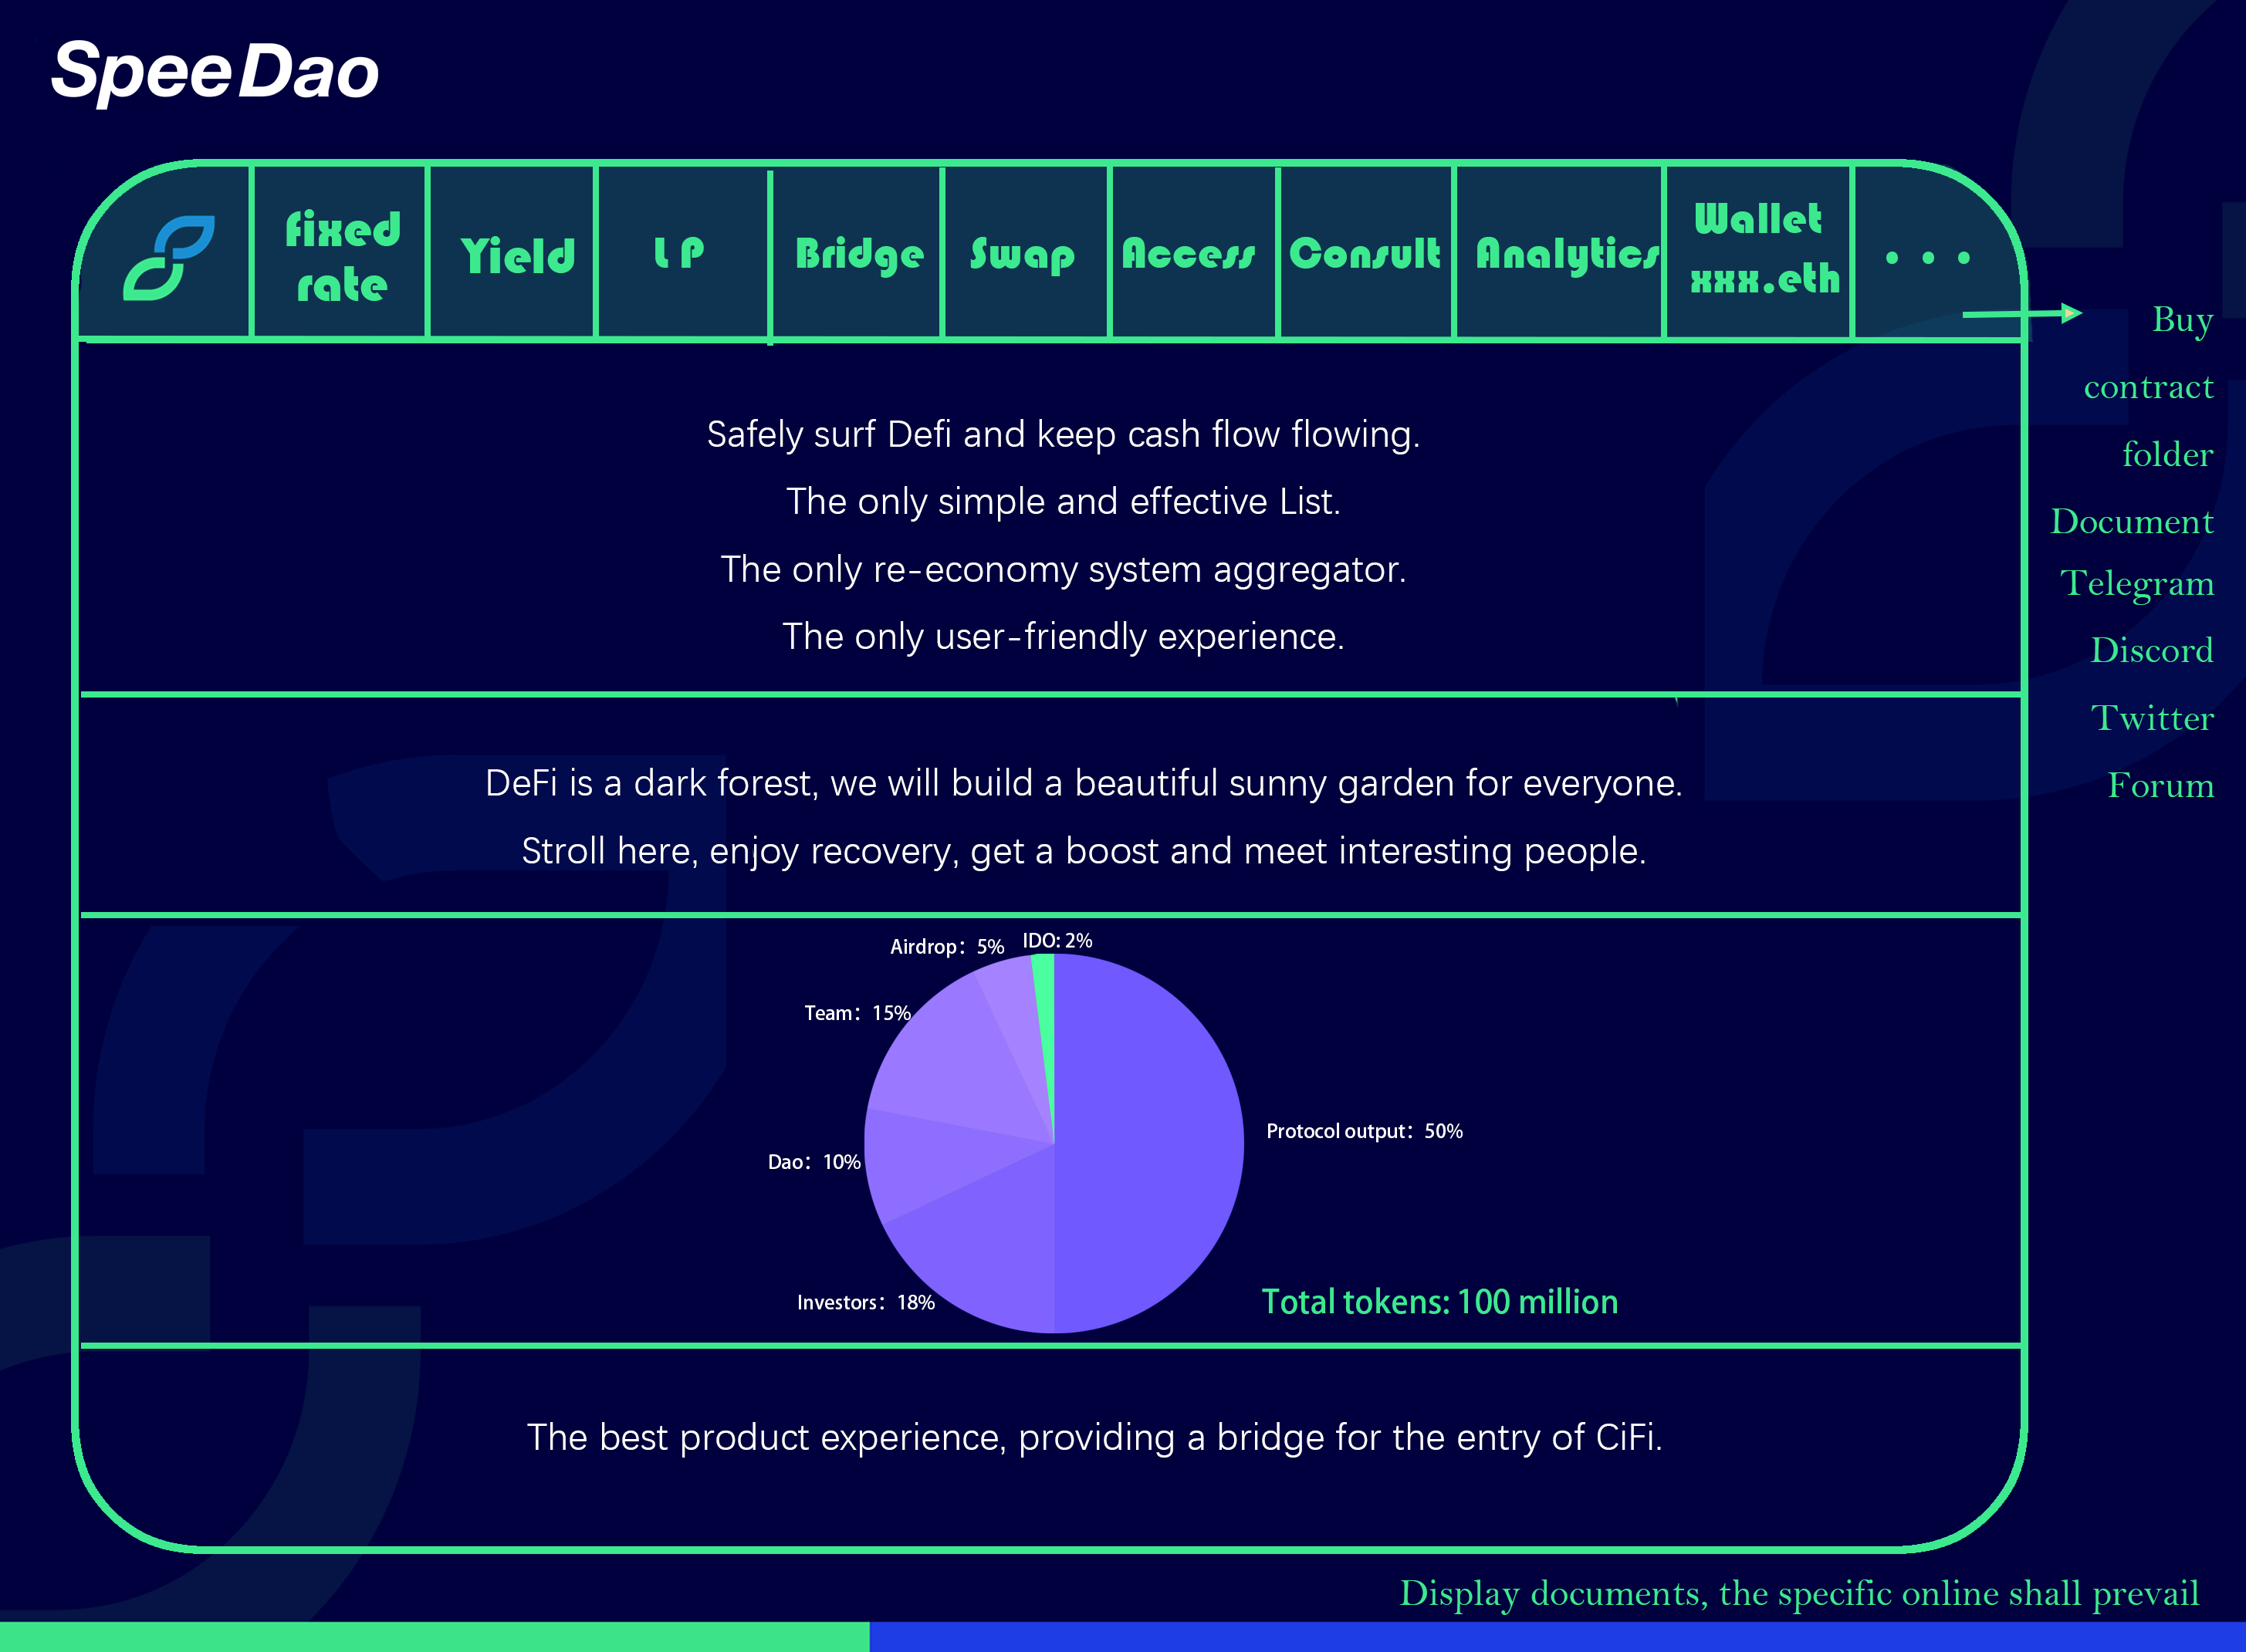 SpeeDao
fixed
rate
Yield
LP
Bridge
Swap
Access
Consult
Analytics
Wallet
xxx.eth
...
Buy
contract
folder
Document
Telegram
Discord
Twitter
Forum
Safely surf Defi and keep cash flow flowing.
The only simple and effective List.
The only re-economy system aggregator.
The only user-friendly experience.
DeFi is a dark forest, we will build a beautiful sunny garden for everyone.
Stroll here, enjoy recovery, get a boost and meet interesting people.
Airdrop: 5%
IDO: 2%
Team: 15%
Protocol output: 50%
Dao: 10%
Investors: 18%
Total tokens: 100 million
The best product experience, providing a bridge for the entry of CiFi.
Display documents, the specific online shall prevail